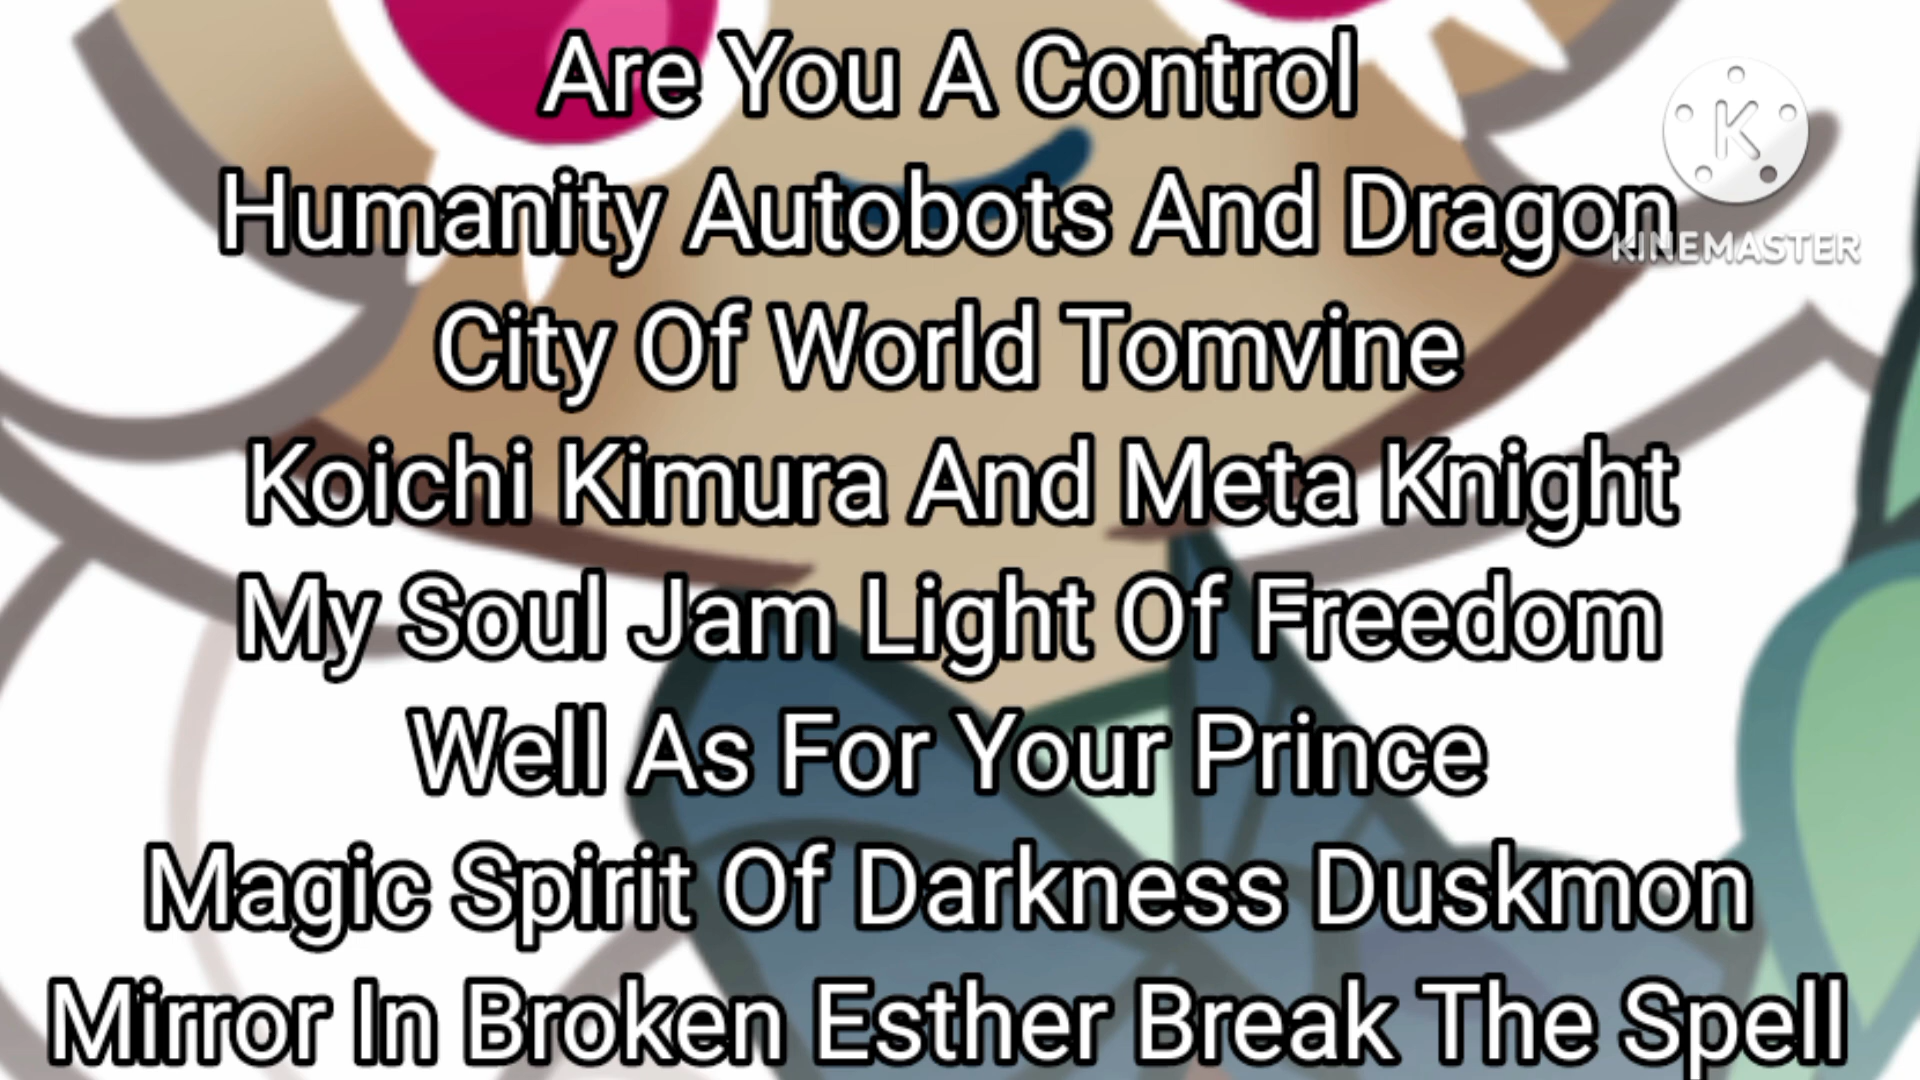 Are You A Control
Humanity Autobots And Dragon
KINEMASTER
City Of World Tomvine
Koichi Kimura And Meta Knight
My Soul Jam Light Of Freedom
Well As For Your Prince
Magic Spirit Of Darkness Duskmon
Mirror In Broken Esther Break The Spell